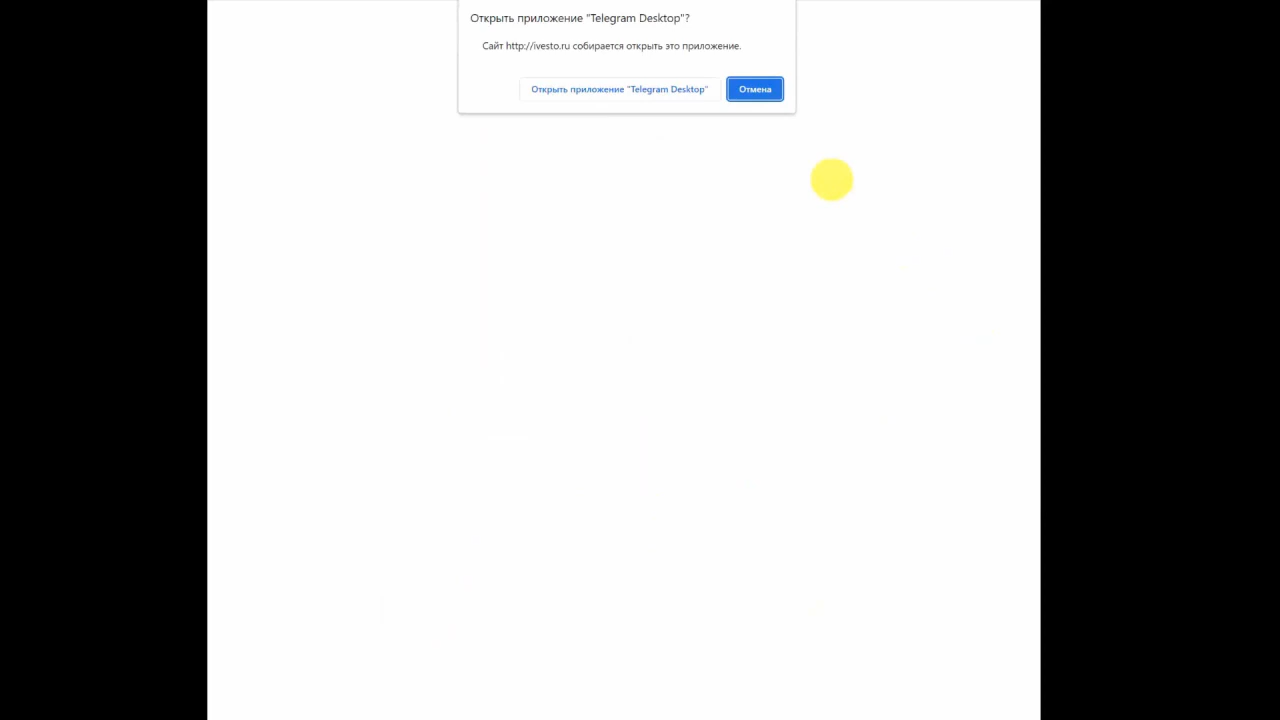 Открыть приложение "Telegram Desktop"?
Сайт http://ivesto.ru собирается открыть это приложение.
Открыть приложение "Telegram Desktop"
Отмена